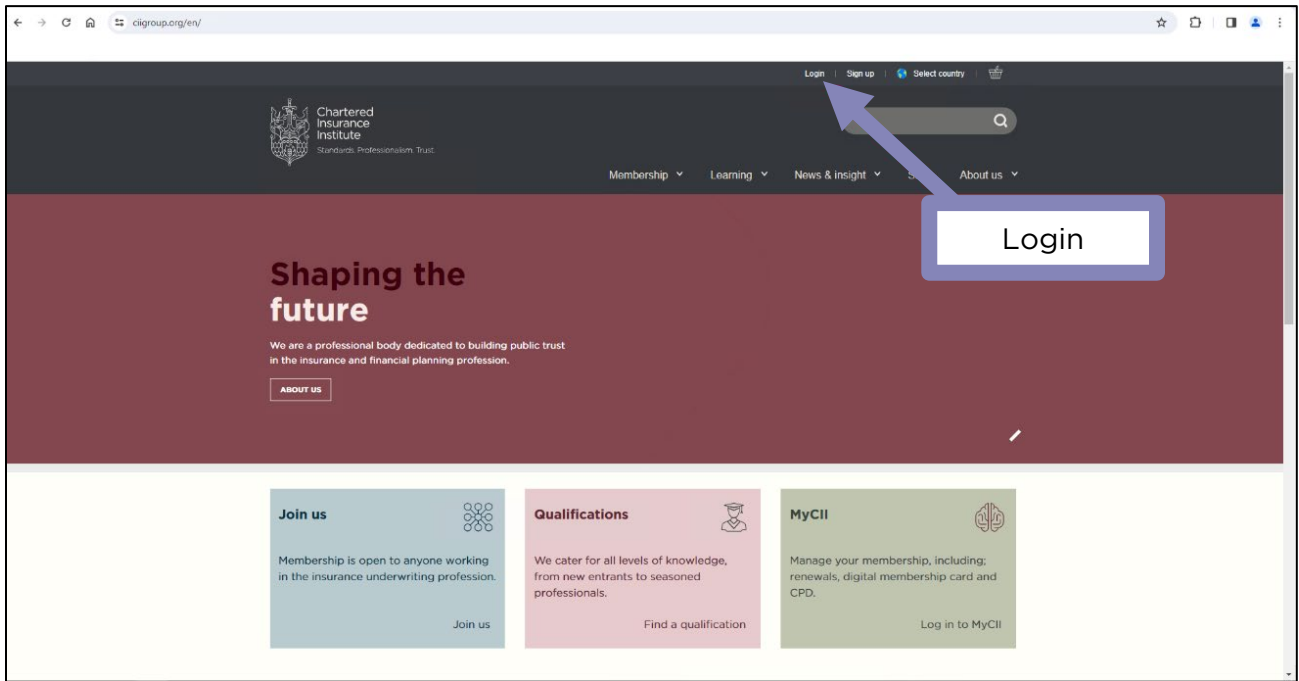 ciigroup.org/en/
Login Sign up Select country
Chartered
Insurance
Institute
Standards. Professionalism. Trust.
Membership Learning News & insight About us
Login
Shaping the
future
We are a professional body dedicated to building public trust
in the insurance and financial planning profession.
ABOUT US
Join us
Membership is open to anyone working
in the insurance underwriting profession.
Join us
Qualifications
We cater for all levels of knowledge,
from new entrants to seasoned
professionals.
Find a qualification
MyCII
Manage your membership, including;
renewals, digital membership card and
CPD.
Log in to MyCII